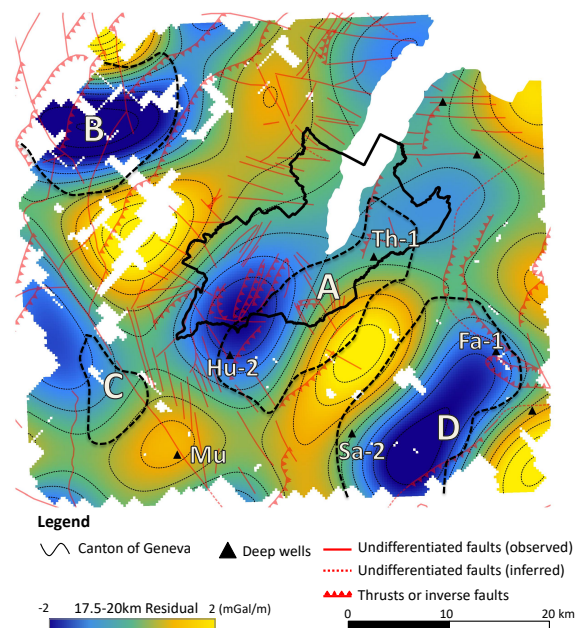 B
Th-1
A
Fa-1
Hu-2
C
D
Mu
Sa-2
Legend
Canton of Geneva
Deep wells
Undifferentiated faults (observed)
Undifferentiated faults (inferred)
Thrusts or inverse faults
-2 17.5-20km Residual 2 (mGal/m)
0 10 20 km